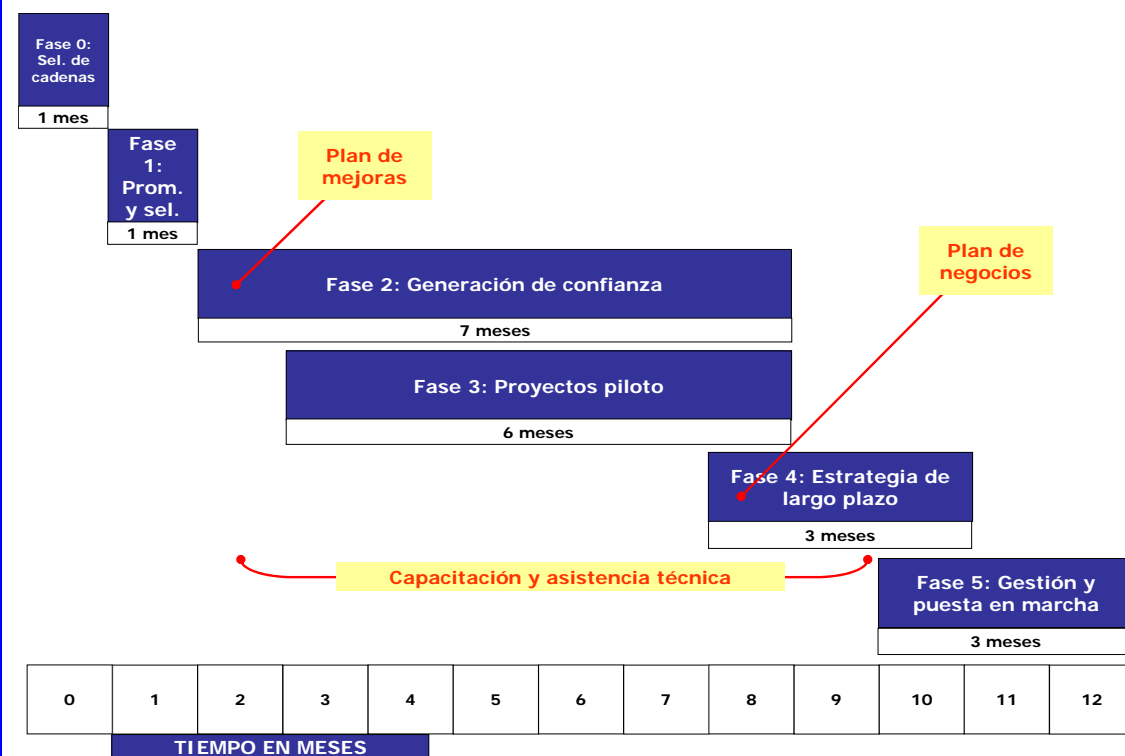 Fase 0:
Sel. de
cadenas
1 mes
Fase
1:
Prom.
y sel.
1 mes
Plan de
mejoras
Fase 2: Generación de confianza
7 meses
Plan de
negocios
Fase 3: Proyectos piloto
6 meses
Fase 4: Estrategia de
largo plazo
3 meses
Capacitación y asistencia técnica
Fase 5: Gestión y
puesta en marcha
3 meses
0 1 2 3 4 5 6 7 8 9 10 11 12
TIEMPO EN MESES